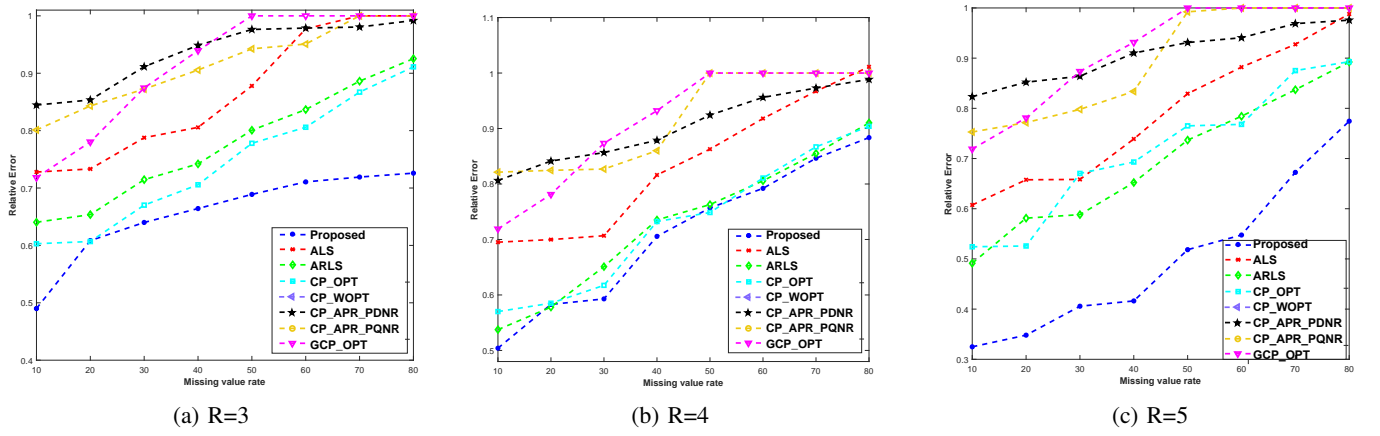 1
0.9
0.8
0.7
0.6
0.5
0.4
Relative Error
10 20 30 40 50 60 70 80
Missing value rate
Proposed
ALS
ARLS
CP_OPT
CP_WOPT
CP_APR_PDNR
CP_APR_PQNR
GCP_OPT
(a) R=3
1.1
1
0.9
0.8
0.7
0.6
0.5
Relative Error
10 20 30 40 50 60 70 80
Missing value rate
Proposed
ALS
ARLS
CP_OPT
CP_WOPT
CP_APR_PDNR
CP_APR_PQNR
GCP_OPT
(b) R=4
1
0.9
0.8
0.7
0.6
0.5
0.4
0.3
Relative Error
10 20 30 40 50 60 70 80
Missing value rate
Proposed
ALS
ARLS
CP_OPT
CP_WOPT
CP_APR_PDNR
CP_APR_PQNR
GCP_OPT
(c) R=5